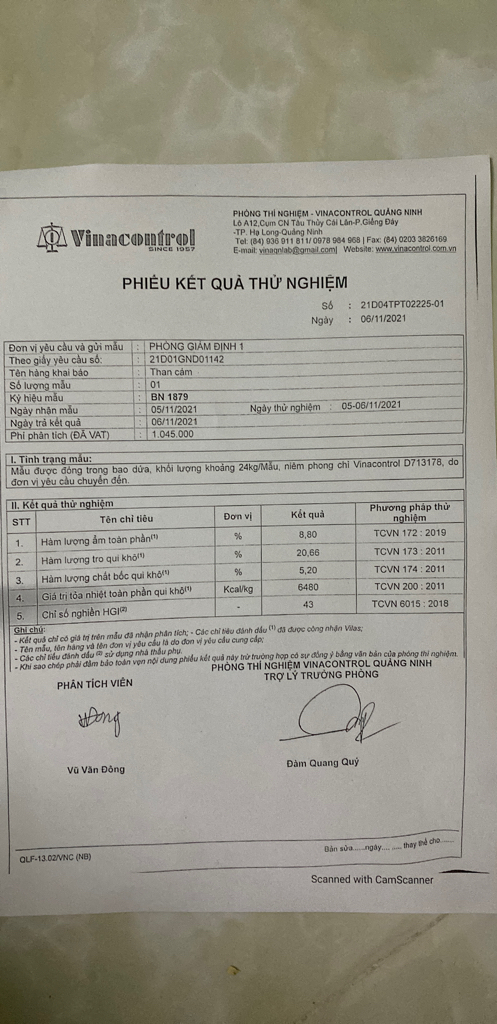 Vinacontrol
SINCE 1957
PHÒNG THÍ NGHIỆM - VINACONTROL QUẢNG NINH
Lô A12,Cụm CN Tàu Thủy Cái Lân-P.Giếng Đáy
-TP. Hạ Long-Quảng Ninh
Tel: (84) 936 911 811/ 0978 984 968 | Fax: (84) 0203 3826169
E-mail: vinaqnlab@gmail.com| Website: www.vinacontrol.com.vn
PHIẾU KẾT QUẢ THỬ NGHIỆM
Số : 21D04TPT02225-01
Ngày : 06/11/2021
Đơn vị yêu cầu và gửi mẫu : PHÒNG GIÁM ĐỊNH 1
Theo giấy yêu cầu số: : 21D01GND01142
Tên hàng khai báo : Than cám
Số lượng mẫu : 01
Ký hiệu mẫu : BN 1879
Ngày nhận mẫu : 05/11/2021 Ngày thử nghiệm : 05-06/11/2021
Ngày trả kết quả : 06/11/2021
Phí phân tích (ĐÃ VAT) : 1.045.000
I. Tình trạng mẫu:
Mẫu được đóng trong bao dứa, khối lượng khoảng 24kg/Mẫu, niêm phong chì Vinacontrol D713178, do
đơn vị yêu cầu chuyển đến.
II. Kết quả thử nghiệm
STT Tên chỉ tiêu Đơn vị Kết quả Phương pháp thử nghiệm
1. Hàm lượng ẩm toàn phần(1) % 8,80 TCVN 172 : 2019
2. Hàm lượng tro qui khô(1) % 20,66 TCVN 173 : 2011
3. Hàm lượng chất bốc qui khô(1) % 5,20 TCVN 174 : 2011
4. Giá trị tỏa nhiệt toàn phần qui khô(1) Kcal/kg 6480 TCVN 200 : 2011
5. Chỉ số nghiền HGI(2) - 43 TCVN 6015 : 2018
Ghi chú:
- Kết quả chỉ có giá trị trên mẫu đã nhận phân tích; - Các chỉ tiêu đánh dấu (1) đã được công nhận Vilas;
- Tên mẫu, tên hàng và tên đơn vị yêu cầu là do đơn vị yêu cầu cung cấp;
- Các chỉ tiêu đánh dấu (2) sử dụng nhà thầu phụ.
- Khi sao chép phải đảm bảo toàn vẹn nội dung phiếu kết quả này trừ trường hợp có sự đồng ý bằng văn bản của phòng thí nghiệm.
PHÒNG THÍ NGHIỆM VINACONTROL QUẢNG NINH
PHÂN TÍCH VIÊN
TRỢ LÝ TRƯỞNG PHÒNG
Đông
Vũ Văn Đông
Đàm Quang Quý
QLF-13.02/VNC (NB)
Bản sửa.....ngày.... ..... thay thế cho.......
Scanned with CamScanner